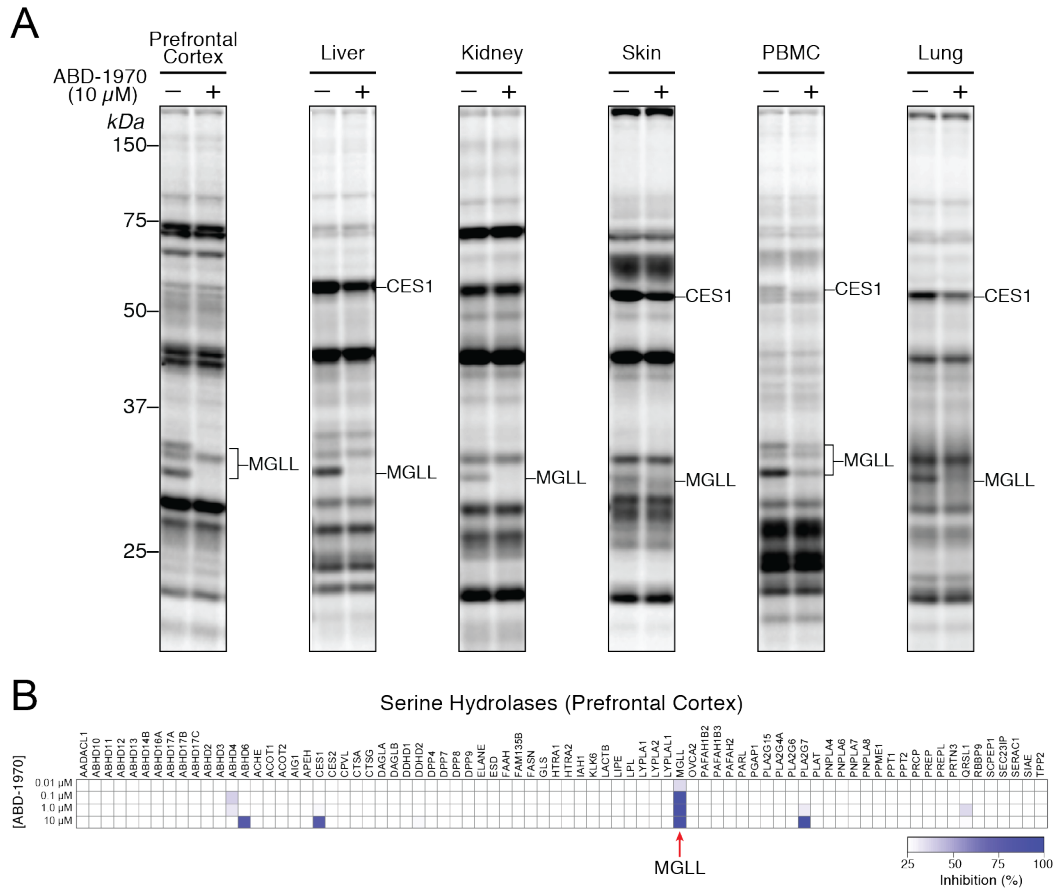 A
Prefrontal
Cortex
Liver
Kidney
Skin
PBMC
Lung
ABD-1970
(10 µM)
– + – + – + – + – + – +
kDa
150
75
50
37
25
CES1
CES1
CES1
CES1
MGLL
MGLL
MGLL
MGLL
MGLL
MGLL
B
Serine Hydrolases (Prefrontal Cortex)
AADACL1
ABHD10
ABHD11
ABHD12
ABHD13
ABHD14B
ABHD16A
ABHD17A
ABHD17B
ABHD17C
ABHD2
ABHD3
ABHD4
ABHD6
ACHE
ACOT1
ACOT2
AIG1
APEH
CES1
CES2
CPVL
CTSA
CTSG
DAGLA
DAGLB
DDHD1
DDHD2
DPP4
DPP7
DPP8
DPP9
ELANE
ESD
FAAH
FAM135B
FASN
GLS
HTRA1
HTRA2
IAH1
KLK6
LACTB
LIPE
LPL
LYPLA1
LYPLA2
LYPLAL1
MGLL
OVCA2
PAFAH1B2
PAFAH1B3
PAFAH2
PARL
PGAP1
PLA2G15
PLA2G4A
PLA2G6
PLA2G7
PLAT
PNPLA4
PNPLA6
PNPLA7
PNPLA8
PPME1
PPT1
PPT2
PRCP
PREP
PREPL
PRTN3
QRSL1
RBBP9
SCPEP1
SEC23IP
SERAC1
SIAE
TPP2
[ABD-1970]
0.01 µM
0.1 µM
1.0 µM
10 µM
MGLL
25 50 75 100
Inhibition (%)